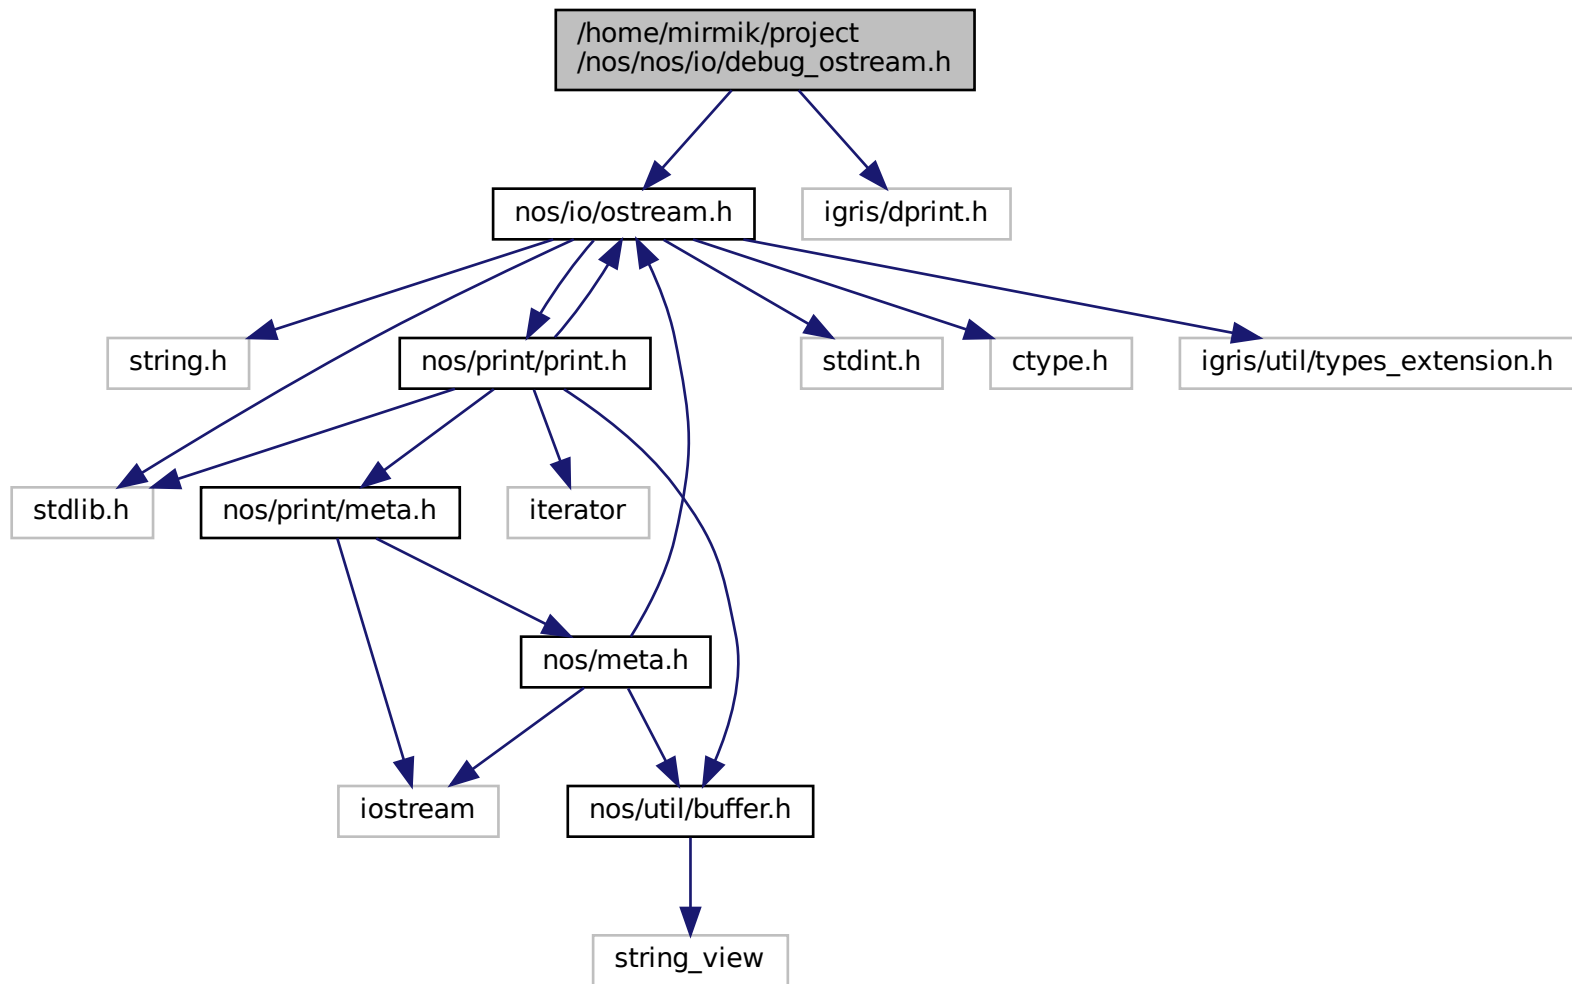 /home/mirmik/project
/nos/nos/io/debug_ostream.h
nos/io/ostream.h
igris/dprint.h
string.h
nos/print/print.h
stdint.h
ctype.h
igris/util/types_extension.h
stdlib.h
nos/print/meta.h
iterator
nos/meta.h
iostream
nos/util/buffer.h
string_view